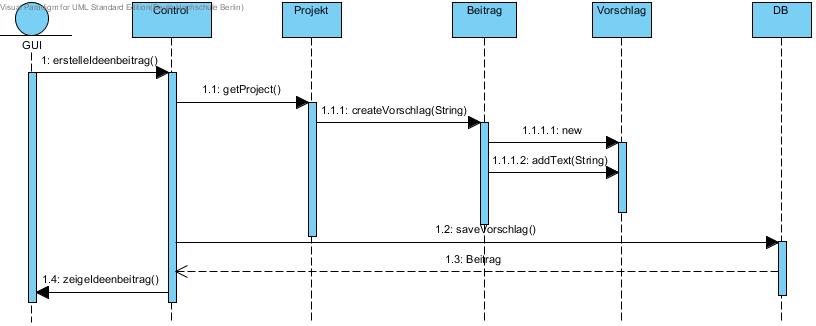 Visual Paradigm for UML Standard Edition(
hochschule Berlin)
Control
Projekt
Beitrag
Vorschlag
DB
GUI
1: erstelleIdeenbeitrag()
1.1: getProject()
1.1.1: createVorschlag(String)
1.1.1.1: new
1.1.1.2: addText(String)
1.2: saveVorschlag()
1.3: Beitrag
1.4: zeigeIdeenbeitrag()